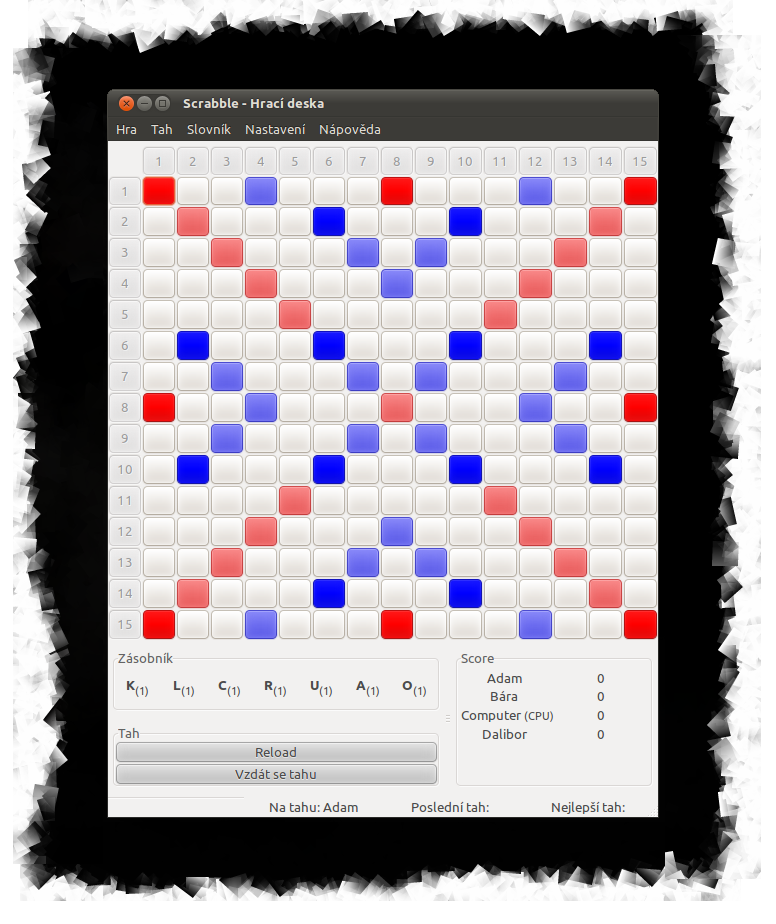 Scrabble - Hrací deska
Hra Tah Slovník Nastavení Nápověda
1 2 3 4 5 6 7 8 9 10 11 12 13 14 15
1
2
3
4
5
6
7
8
9
10
11
12
13
14
15
Zásobník
K(1) L(1) C(1) R(1) U(1) A(1) O(1)
Tah
Reload
Vzdát se tahu
Score
Adam 0
Bára 0
Computer (CPU) 0
Dalibor 0
Na tahu: Adam Poslední tah: Nejlepší tah: